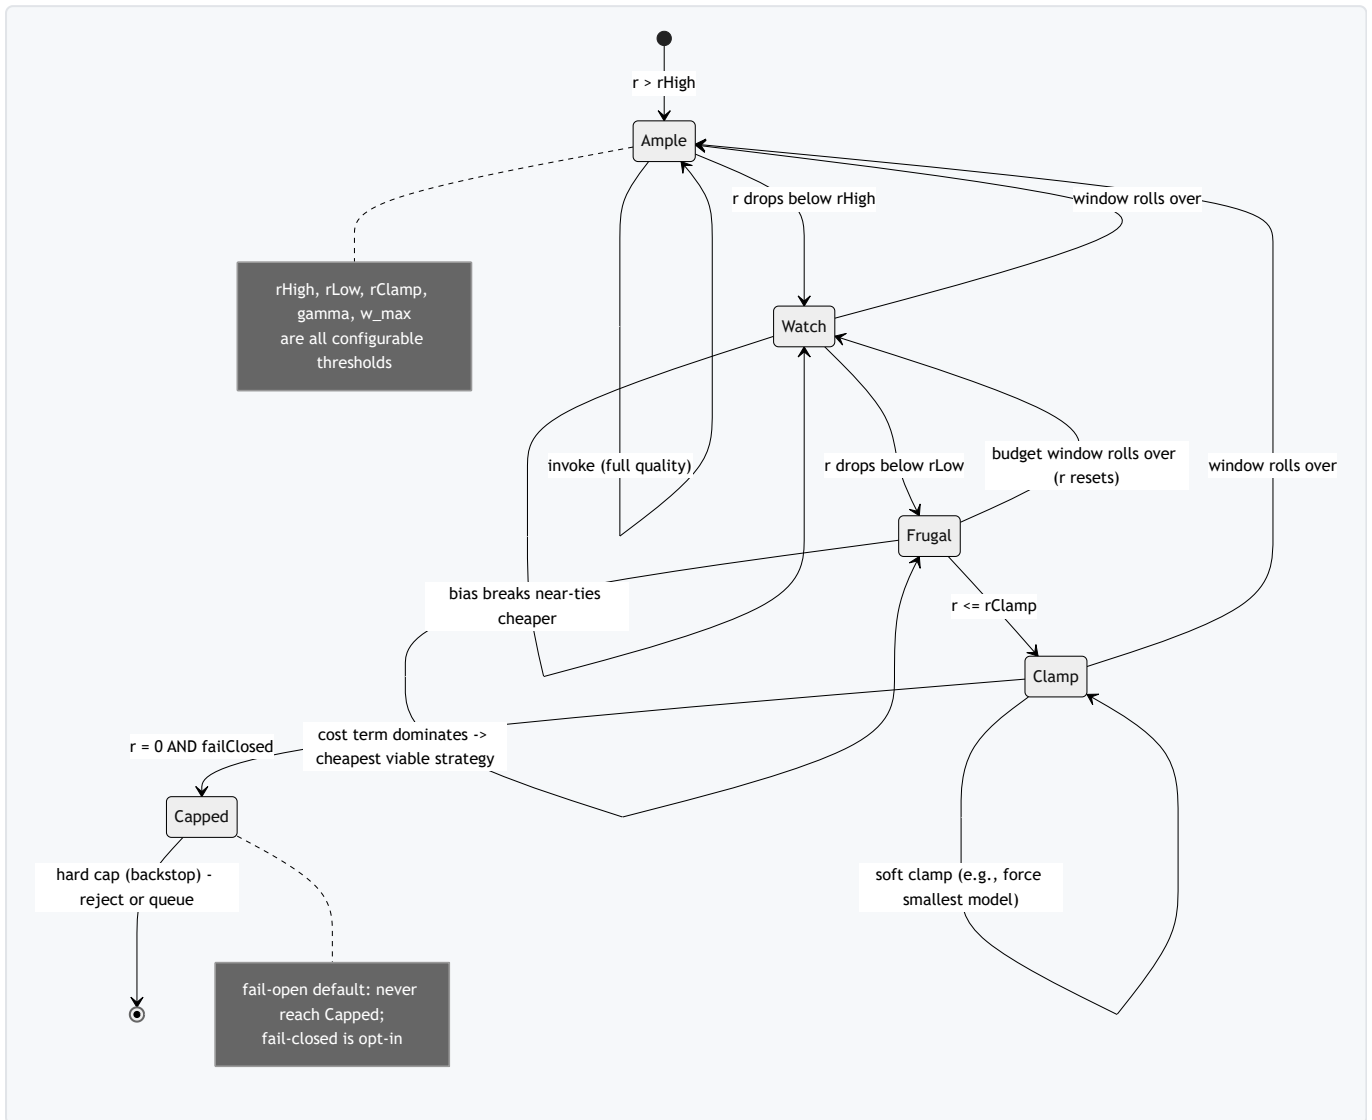 r > rHigh
Ample
r drops below rHigh
window rolls over
rHigh, rLow, rClamp,
gamma, w_max
are all configurable
thresholds
Watch
invoke (full quality)
r drops below rLow
budget window rolls over
(r resets)
window rolls over
Frugal
bias breaks near-ties
cheaper
r <= rClamp
Clamp
r = 0 AND failClosed
cost term dominates ->
cheapest viable strategy
Capped
hard cap (backstop) -
reject or queue
soft clamp (e.g., force
smallest model)
fail-open default: never
reach Capped;
fail-closed is opt-in